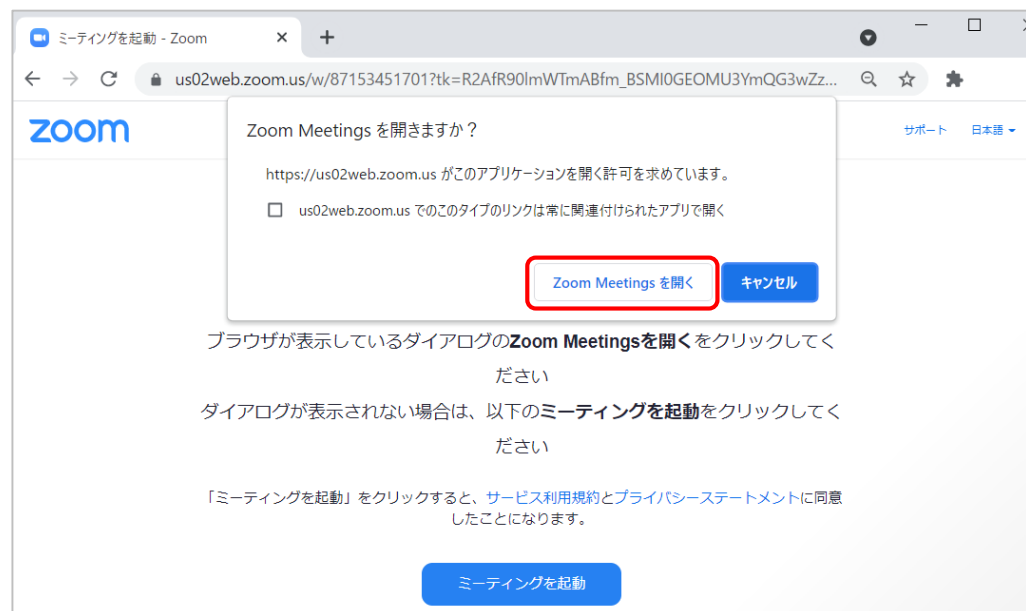 ミーティングを起動 - Zoom
us02web.zoom.us/w/87153451701?tk=R2AfR90lmWTmABfm_BSMI0GEOMU3YmQG3wZz...
zoom
サポート 日本語
Zoom Meetings を開きますか？
https://us02web.zoom.us がこのアプリケーションを開く許可を求めています。
us02web.zoom.us でのこのタイプのリンクは常に関連付けられたアプリで開く
Zoom Meetings を開く キャンセル
ブラウザが表示しているダイアログのZoom Meetingsを開くをクリックしてく
ださい
ダイアログが表示されない場合は、以下のミーティングを起動をクリックしてく
ださい
「ミーティングを起動」をクリックすると、サービス利用規約とプライバシーステートメントに同意
したことになります。
ミーティングを起動